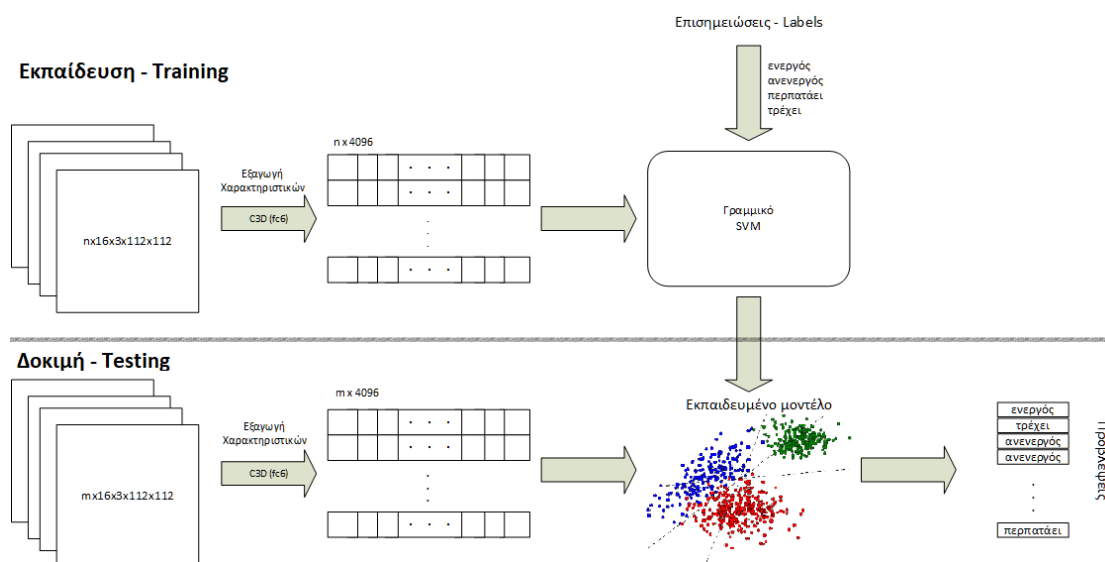 Επισημειώσεις - Labels
Εκπαίδευση - Training
ενεργός
ανενεργός
περπατάει
τρέχει
n x 4096
Εξαγωγή
Χαρακτηριστικών
C3D (fc6)
nx16x3x112x112
Γραμμικό
SVM
Δοκιμή - Testing
m x 4096
Εξαγωγή
Χαρακτηριστικών
C3D (fc6)
mx16x3x112x112
Εκπαιδευμένο μοντέλο
ενεργός
τρέχει
ανενεργός
ανενεργός
περπατάει
Προβλέψεις